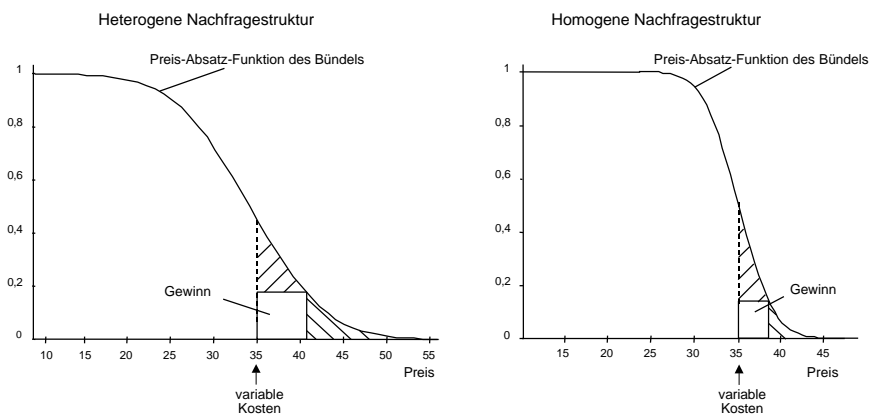 Heterogene Nachfragestruktur
Preis-Absatz-Funktion des Bündels
1
0,8
0,6
0,4
0,2
0
Gewinn
10 15 20 25 30 35 40 45 50 55
Preis
variable
Kosten
Homogene Nachfragestruktur
Preis-Absatz-Funktion des Bündels
1
0,8
0,6
0,4
0,2
0
Gewinn
15 20 25 30 35 40 45
Preis
variable
Kosten